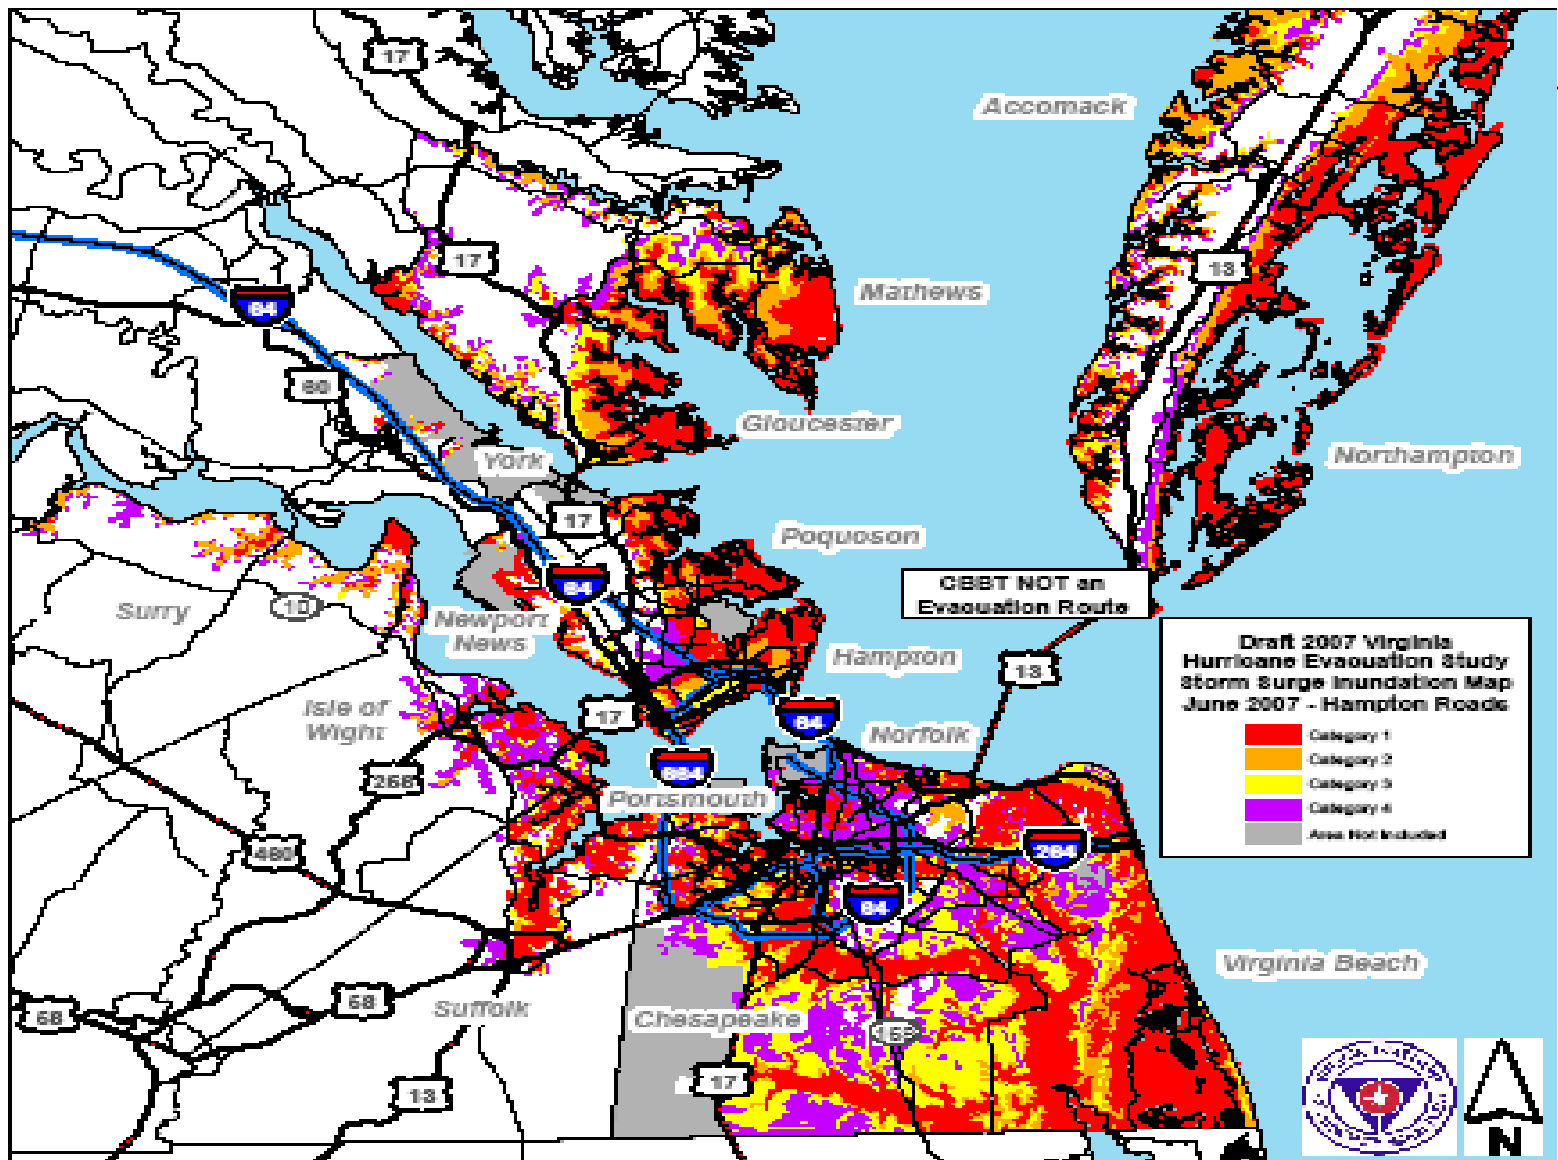 17
Accomack
17
13
Mathews
64
60
Gloucester
York
Northampton
17
Poquoson
64
CBBT NOT an
Evacuation Route
Surry
10
Newport
News
Draft 2007 Virginia
Hurricane Evacuation Study
Storm Surge Inundation Map
June 2007 - Hampton Roads
Category 1
Category 2
Category 3
Category 4
Area Not Included
Hampton
13
Isle of
Wight
17
64
Norfolk
664
258
Portsmouth
460
264
64
Virginia Beach
Suffolk
58
58
Chesapeake
17
13
N